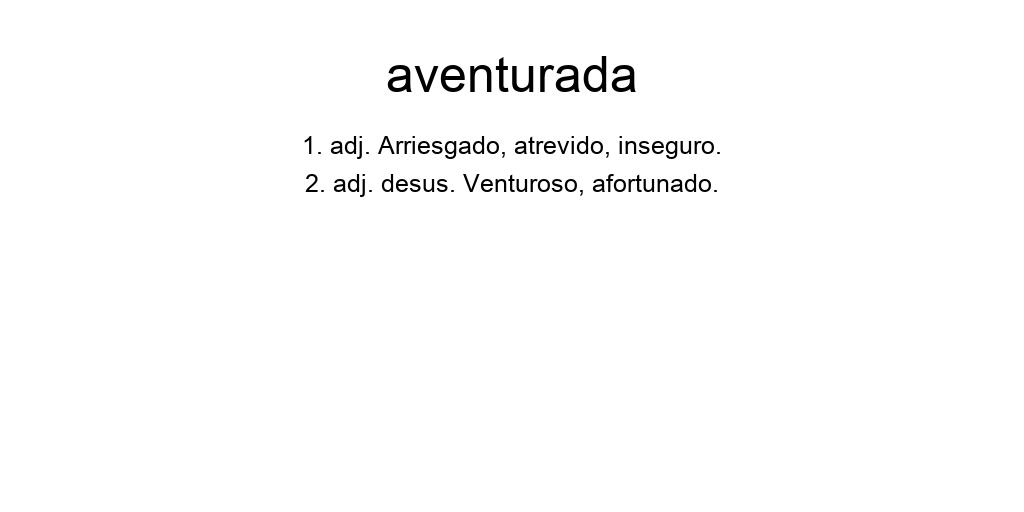 aventurada
1. adj. Arriesgado, atrevido, inseguro.
2. adj. desus. Venturoso, afortunado.